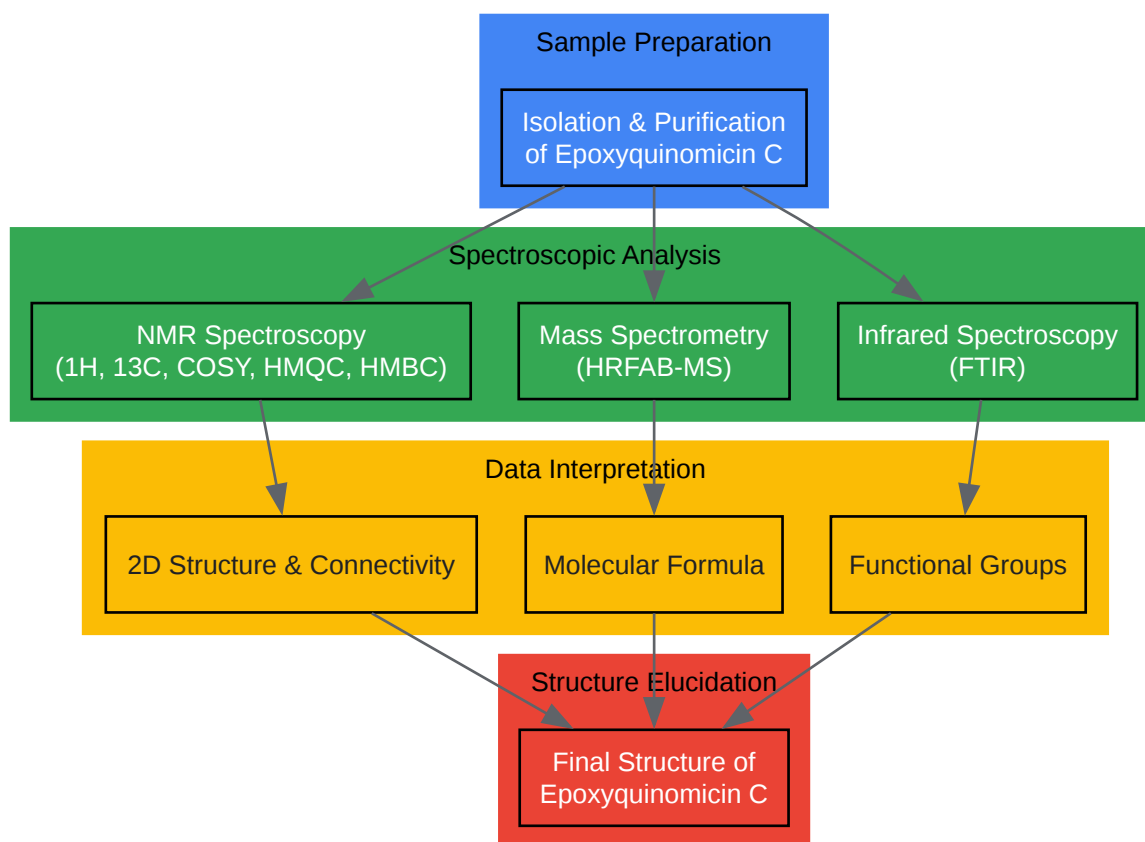 Sample Preparation
Isolation & Purification
of Epoxyquinomicin C
Spectroscopic Analysis
NMR Spectroscopy
(1H, 13C, COSY, HMQC, HMBC)
Mass Spectrometry
(HRFAB-MS)
Infrared Spectroscopy
(FTIR)
Data Interpretation
2D Structure & Connectivity
Molecular Formula
Functional Groups
Structure Elucidation
Final Structure of
Epoxyquinomicin C